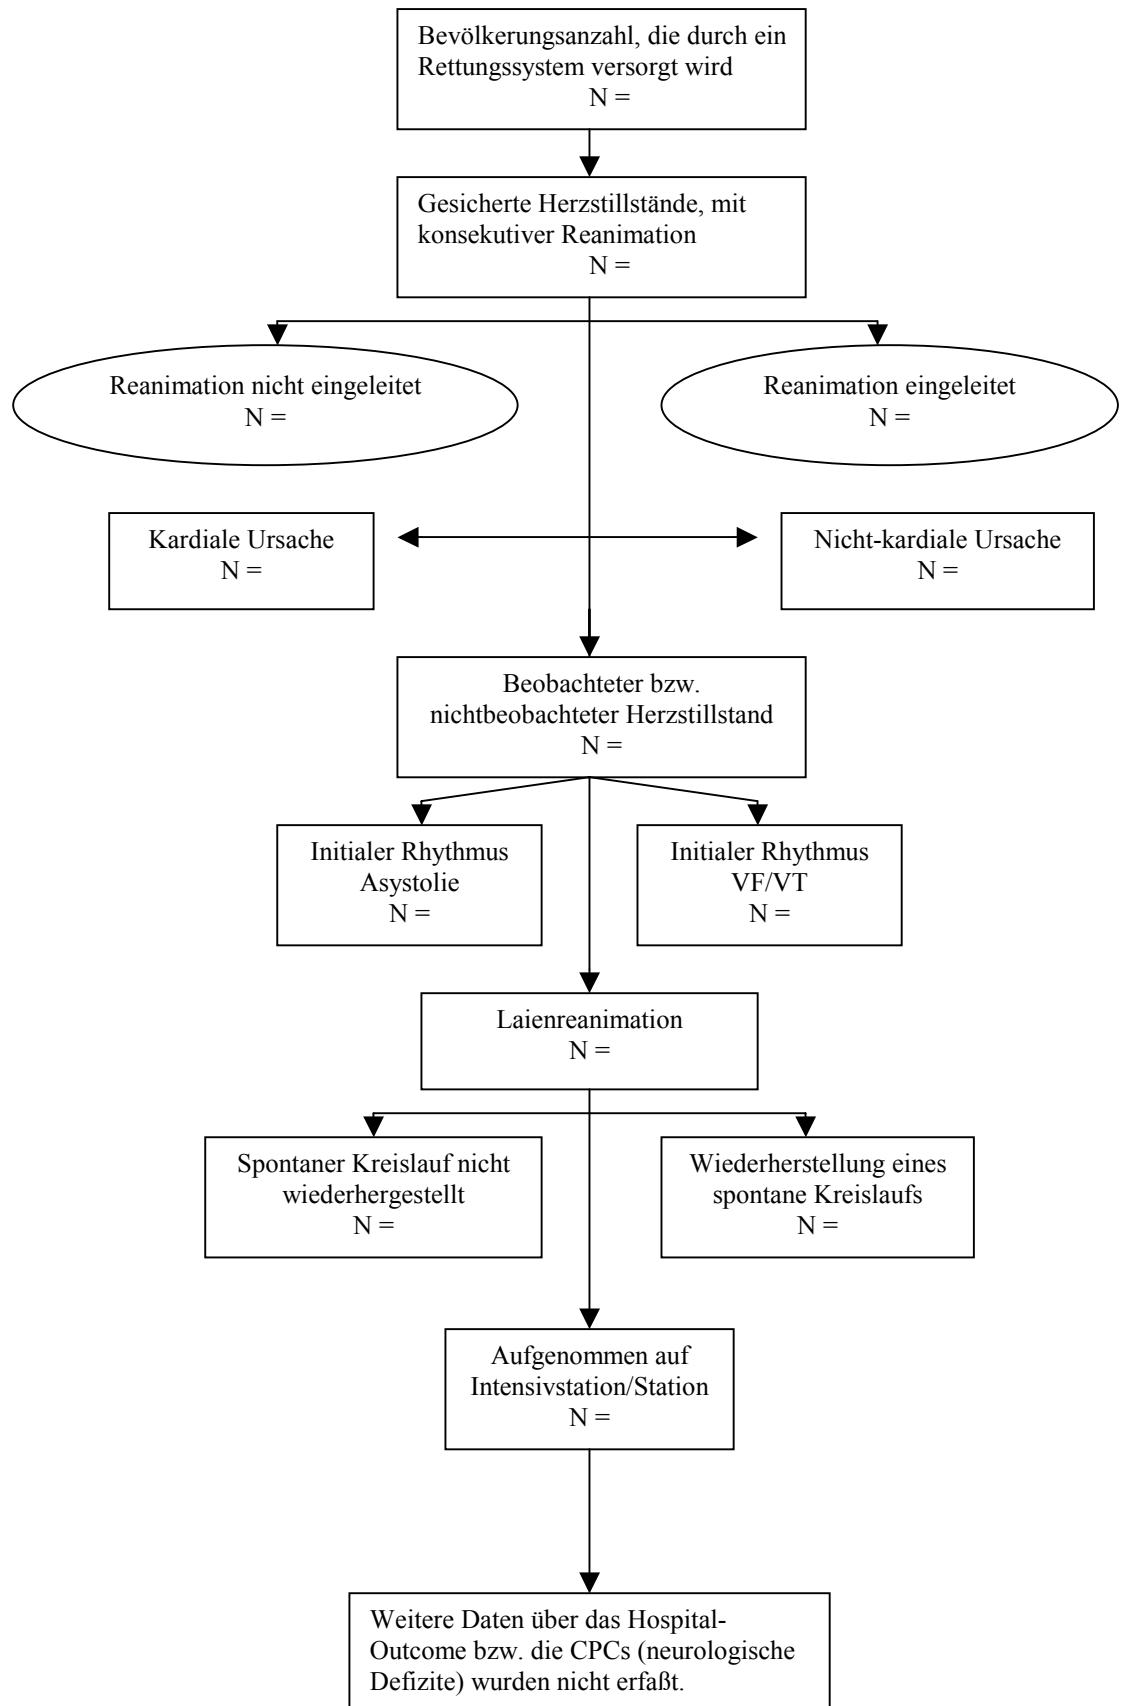 Bevölkerungsanzahl, die durch ein
Rettungssystem versorgt wird
N =
Gesicherte Herzstillstände, mit
konsekutiver Reanimation
N =
Reanimation nicht eingeleitet
N =
Reanimation eingeleitet
N =
Kardiale Ursache
N =
Nicht-kardiale Ursache
N =
Beobachteter bzw.
nichtbeobachteter Herzstillstand
N =
Initialer Rhythmus
Asystolie
N =
Initialer Rhythmus
VF/VT
N =
Laienreanimation
N =
Spontaner Kreislauf nicht
wiederhergestellt
N =
Wiederherstellung eines
spontane Kreislaufs
N =
Aufgenommen auf
Intensivstation/Station
N =
Weitere Daten über das Hospital-
Outcome bzw. die CPCs (neurologische
Defizite) wurden nicht erfaßt.